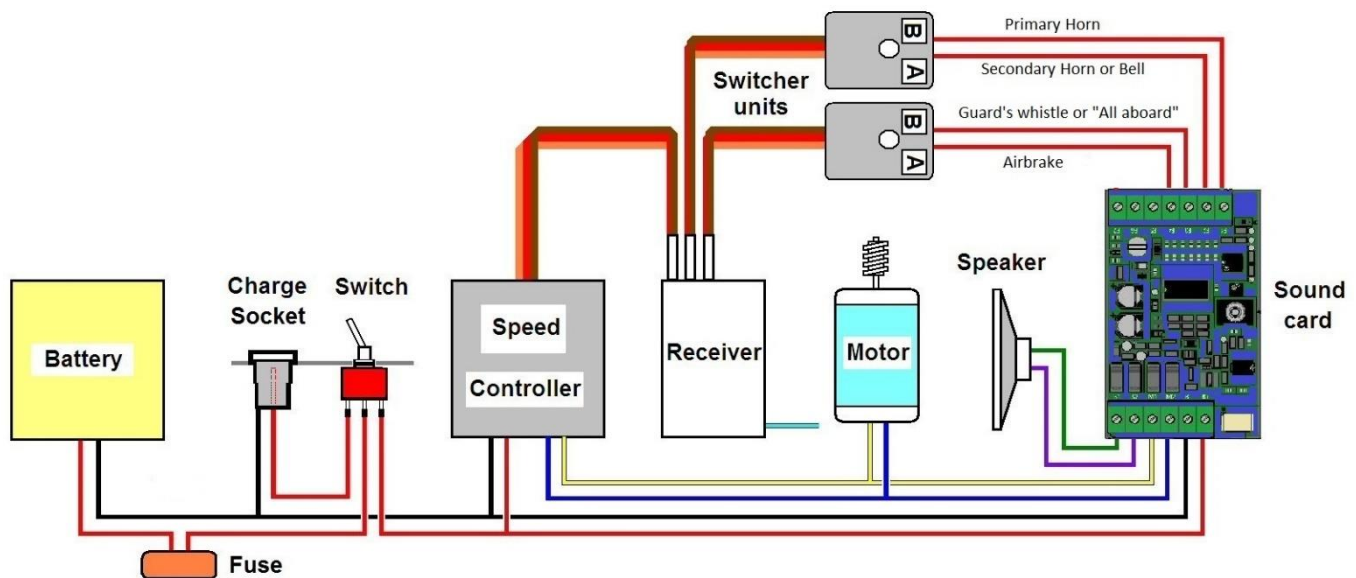 Primary Horn
B
A
Secondary Horn or Bell
Switcher
units
Guard's whistle or "All aboard"
B
A
Airbrake
Charge
Socket
Switch
Speaker
Battery
Speed
Controller
Receiver
Motor
Sound
card
Fuse